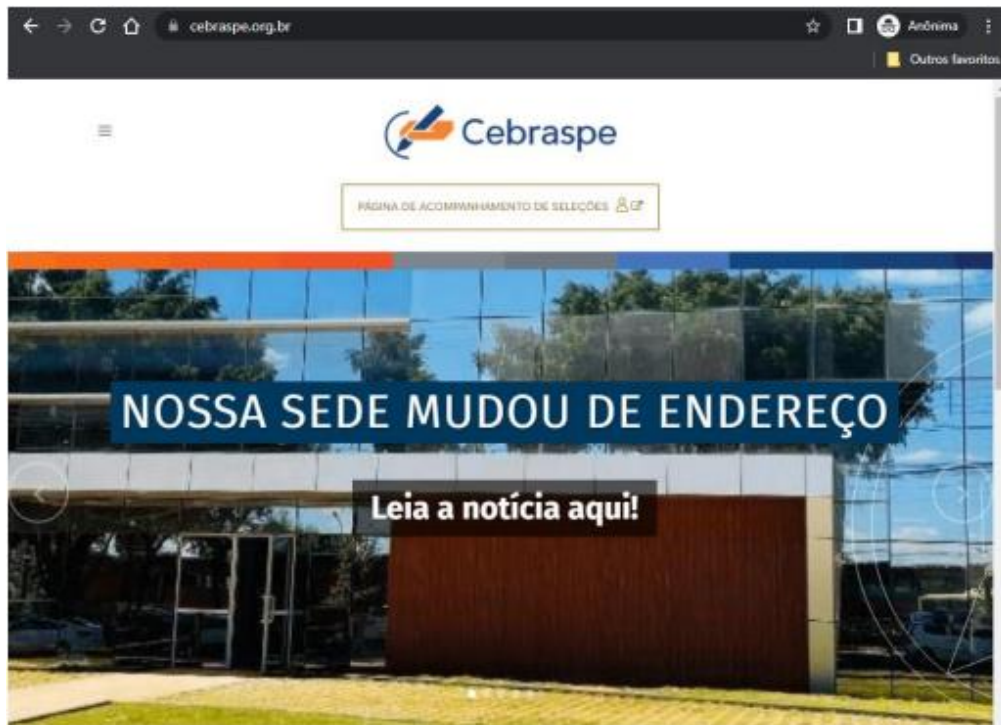 cebraspe.org.br
Anônima
Outros favoritos
Cebraspe
PÁGINA DE ACOMPANHAMENTO DE SELEÇÕES
NOSSA SEDE MUDOU DE ENDEREÇO
Leia a notícia aqui!